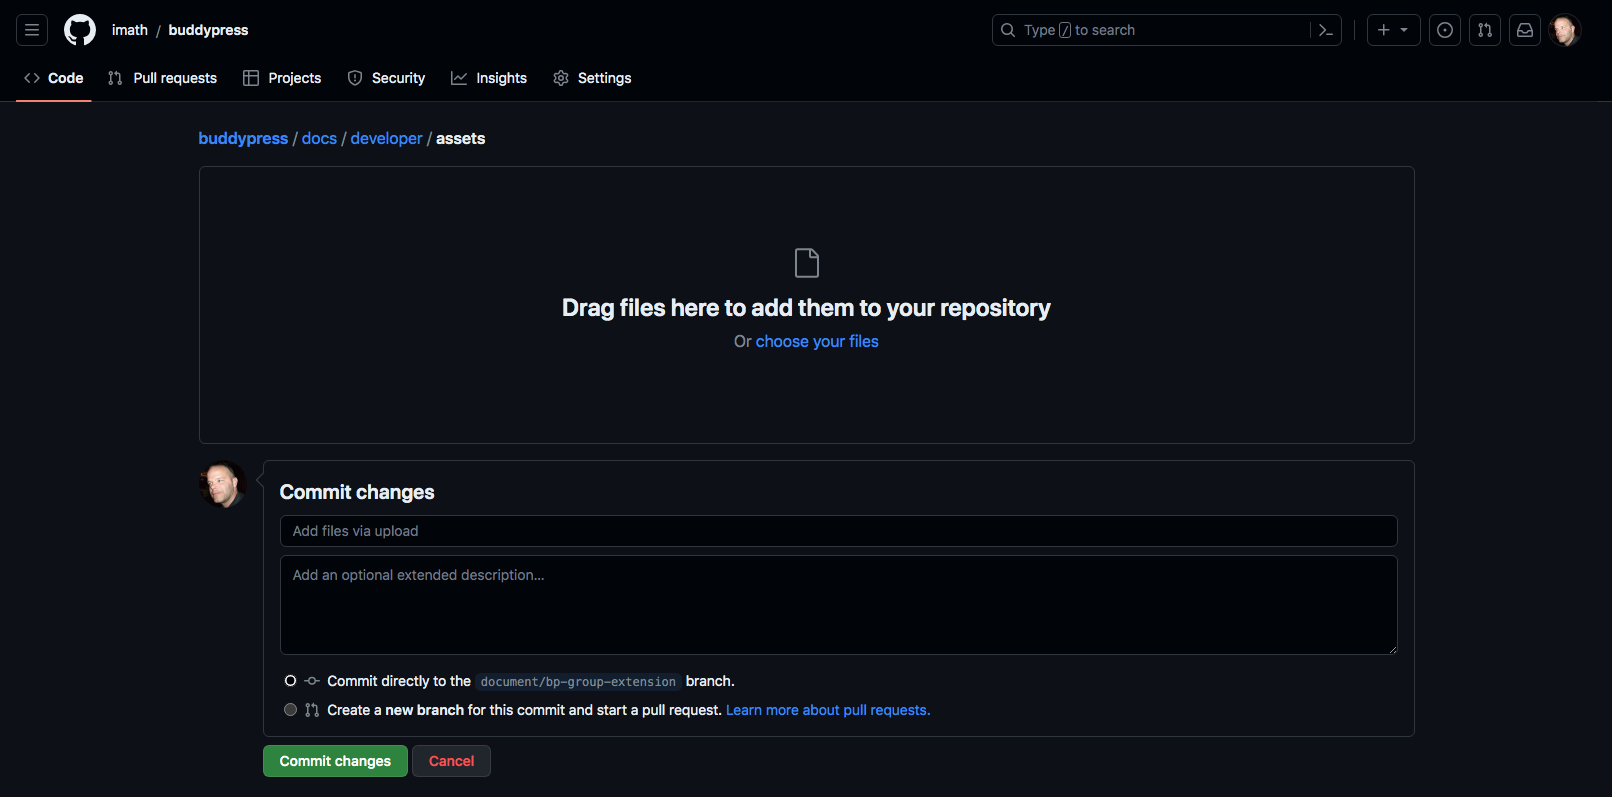 imath / buddypress
Type / to search
Code Pull requests Projects Security Insights Settings
buddypress / docs / developer / assets
Drag files here to add them to your repository
Or choose your files
Commit changes
Add files via upload
Add an optional extended description...
Commit directly to the document/bp-group-extension branch.
Create a new branch for this commit and start a pull request. Learn more about pull requests.
Commit changes Cancel